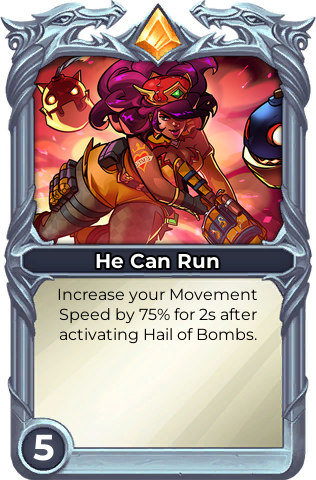 He Can Run
Increase your Movement
Speed by 75% for 2s after
activating Hail of Bombs.
5